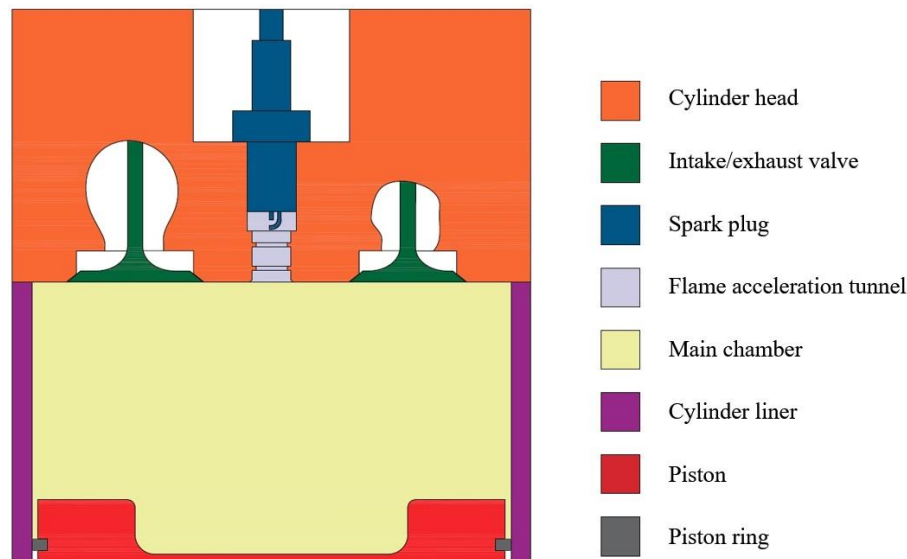 Cylinder head
Intake/exhaust valve
Spark plug
Flame acceleration tunnel
Main chamber
Cylinder liner
Piston
Piston ring